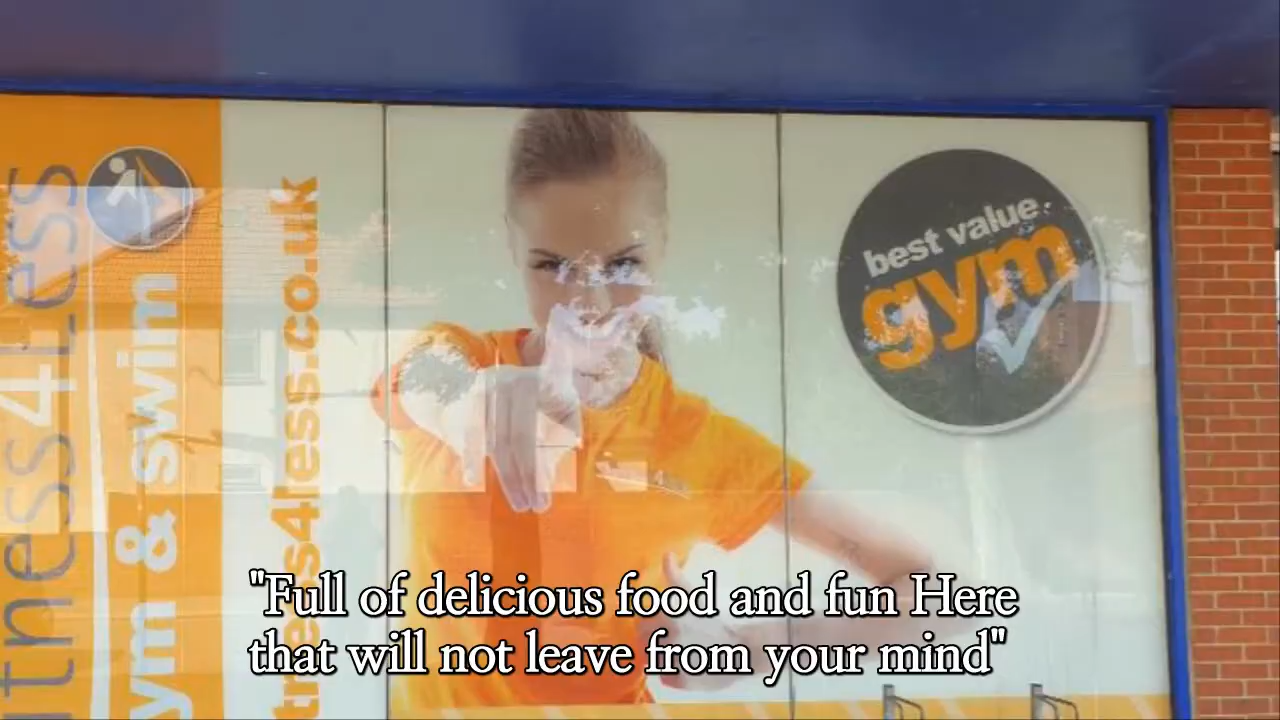 itness4Less
ym & swim
tness4less.co.uk
best value
gym
"Full of delicious food and fun Here
that will not leave from your mind"